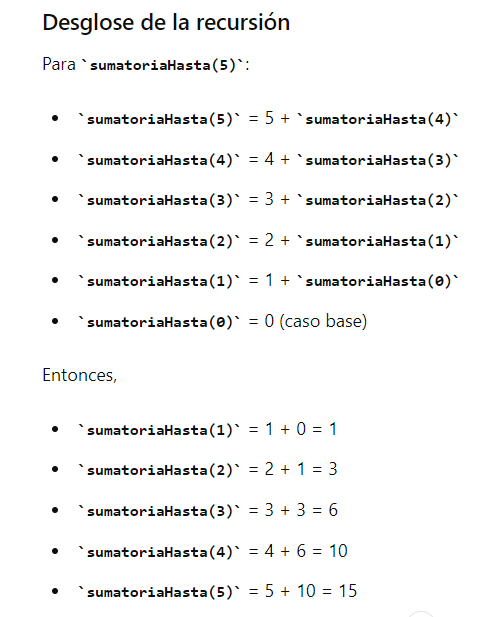 Desglose de la recursión
Para `sumatoriaHasta(5)`:
• `sumatoriaHasta(5)` = 5 + `sumatoriaHasta(4)`
• `sumatoriaHasta(4)` = 4 + `sumatoriaHasta(3)`
• `sumatoriaHasta(3)` = 3 + `sumatoriaHasta(2)`
• `sumatoriaHasta(2)` = 2 + `sumatoriaHasta(1)`
• `sumatoriaHasta(1)` = 1 + `sumatoriaHasta(0)`
• `sumatoriaHasta(0)` = 0 (caso base)
Entonces,
• `sumatoriaHasta(1)` = 1 + 0 = 1
• `sumatoriaHasta(2)` = 2 + 1 = 3
• `sumatoriaHasta(3)` = 3 + 3 = 6
• `sumatoriaHasta(4)` = 4 + 6 = 10
• `sumatoriaHasta(5)` = 5 + 10 = 15